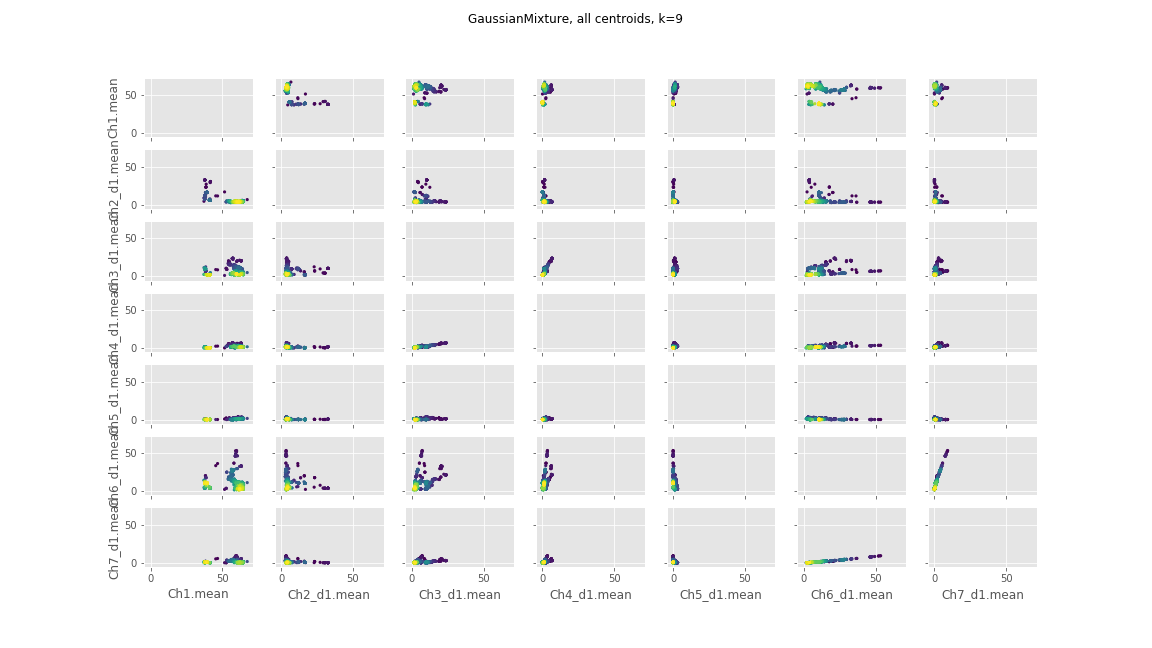 GaussianMixture, all centroids, k=9
Ch1.mean
50
0
Ch2_d1.mean
50
0
Ch3_d1.mean
50
0
Ch4_d1.mean
50
0
Ch5_d1.mean
50
0
Ch6_d1.mean
50
0
Ch7_d1.mean
50
0
0 50 0 50 0 50 0 50 0 50 0 50 0 50
Ch1.mean Ch2_d1.mean Ch3_d1.mean Ch4_d1.mean Ch5_d1.mean Ch6_d1.mean Ch7_d1.mean